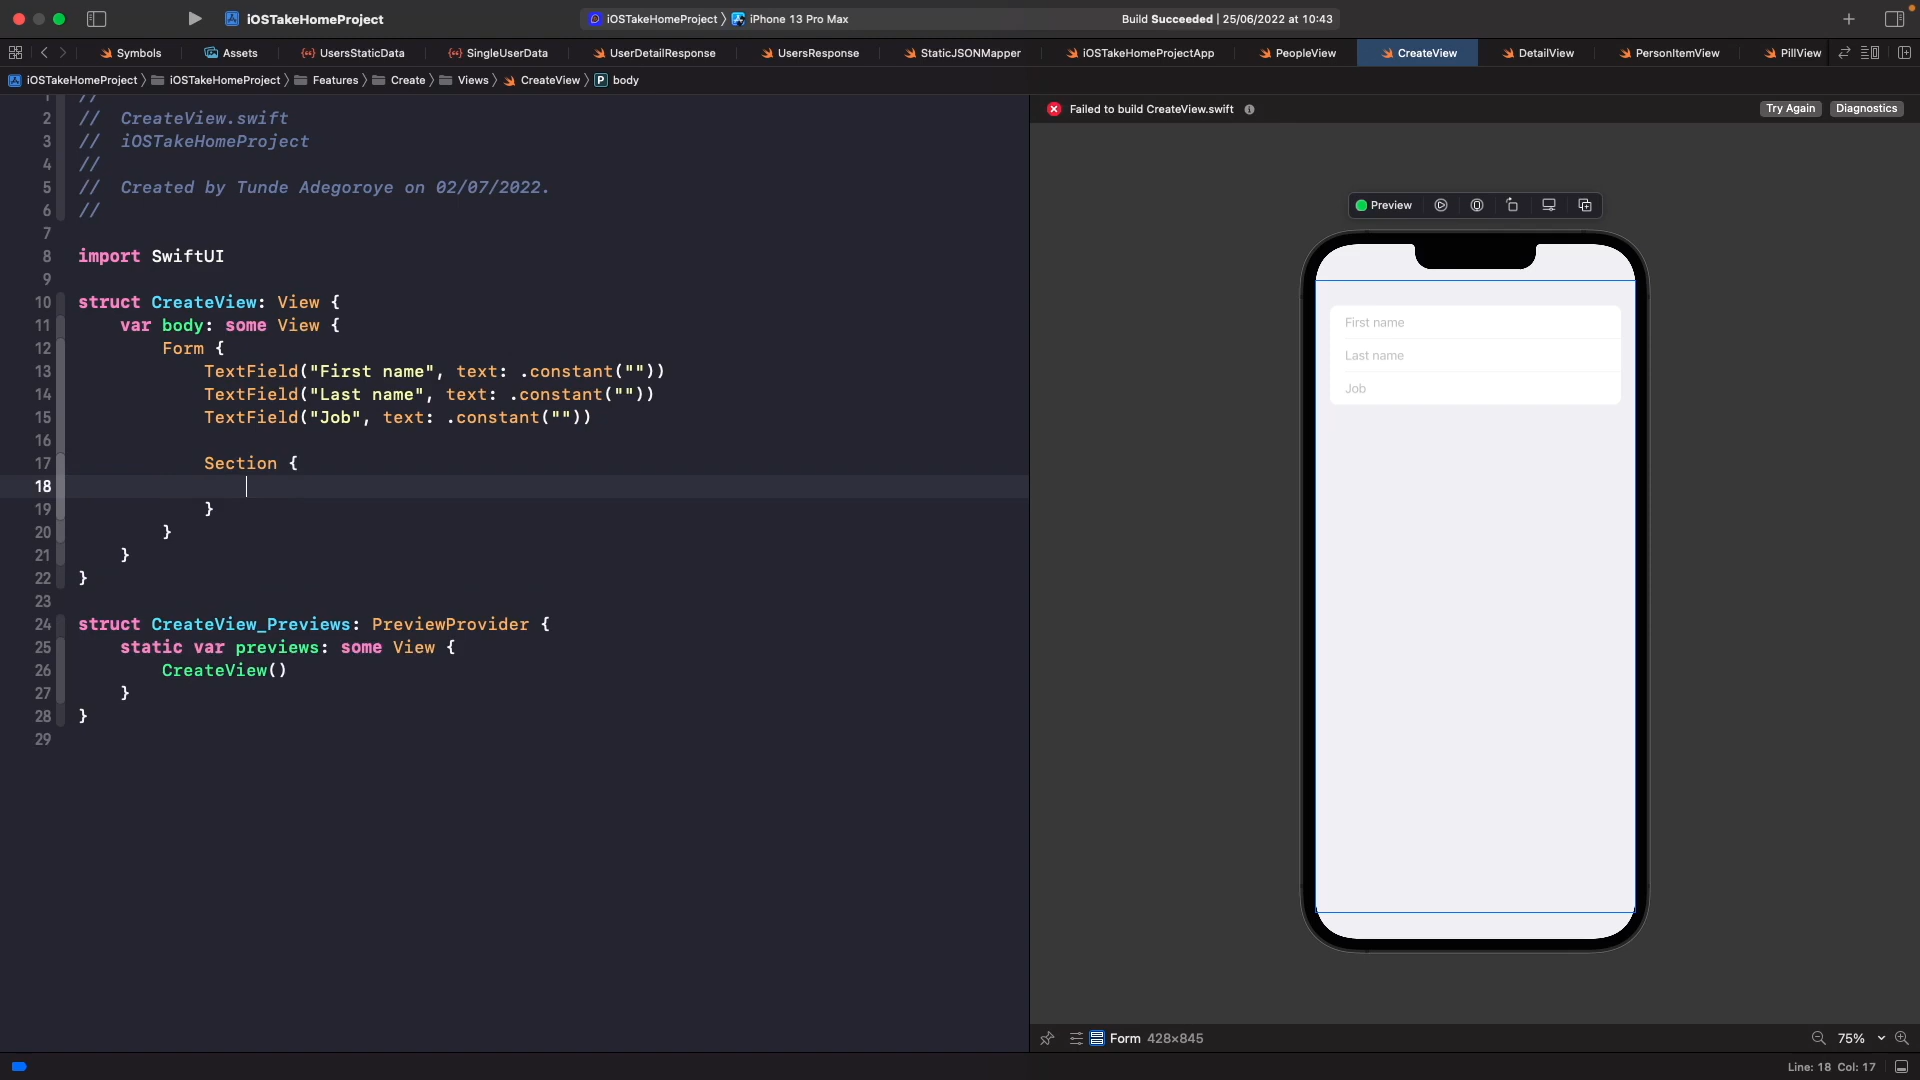 iOSTakeHomeProject
iOSTakeHomeProject iPhone 13 Pro Max
Build Succeeded | 25/06/2022 at 10:43
Symbols
Assets
UsersStaticData
SingleUserData
UserDetailResponse
UsersResponse
StaticJSONMapper
iOSTakeHomeProjectApp
PeopleView
CreateView
DetailView
PersonItemView
PillView
iOSTakeHomeProject iOSTakeHomeProject Features Create Views CreateView P body
1 //
2 //  CreateView.swift
3 //  iOSTakeHomeProject
4 //
5 //  Created by Tunde Adegoroye on 02/07/2022.
6 //
7
8 import SwiftUI
9
10 struct CreateView: View {
11     var body: some View {
12         Form {
13             TextField("First name", text: .constant(""))
14             TextField("Last name", text: .constant(""))
15             TextField("Job", text: .constant(""))
16
17             Section {
18
19             }
20         }
21     }
22 }
23
24 struct CreateView_Previews: PreviewProvider {
25     static var previews: some View {
26         CreateView()
27     }
28 }
29
Failed to build CreateView.swift
Try Again
Diagnostics
Preview
First name
Last name
Job
Form 428×845
75%
Line: 18 Col: 17